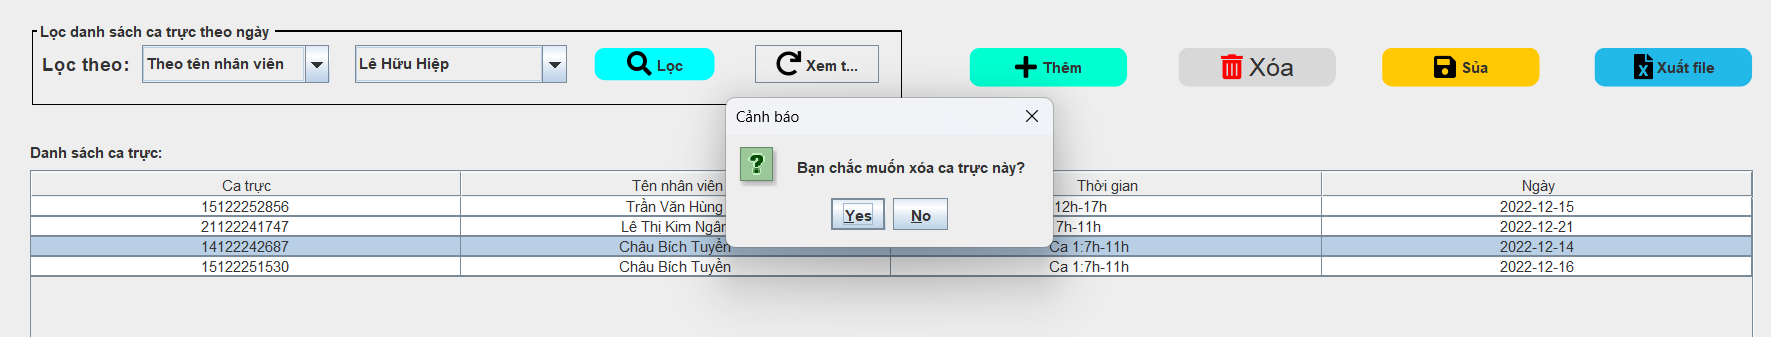 Lọc danh sách ca trực theo ngày
Lọc theo: Theo tên nhân viên Lê Hữu Hiệp Lọc Xem t... Thêm Xóa Sủa Xuất file
Cảnh báo
Bạn chắc muốn xóa ca trực này?
Yes No
Danh sách ca trực:
Ca trực Tên nhân viên Thời gian Ngày
15122252856 Trần Văn Hùng 12h-17h 2022-12-15
21122241747 Lê Thị Kim Ngân 7h-11h 2022-12-21
14122242687 Châu Bích Tuyền Ca 1:7h-11h 2022-12-14
15122251530 Châu Bích Tuyền Ca 1:7h-11h 2022-12-16